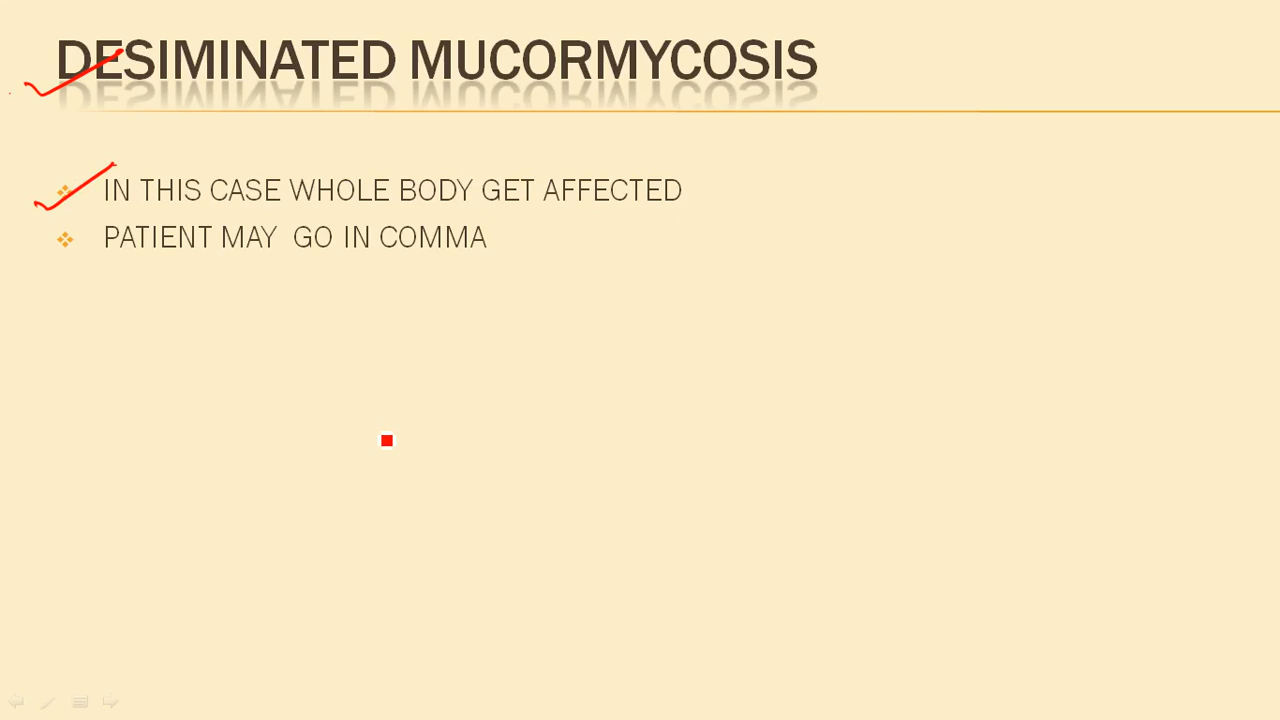 DESIMINATED MUCORMYCOSIS
IN THIS CASE WHOLE BODY GET AFFECTED
PATIENT MAY GO IN COMMA